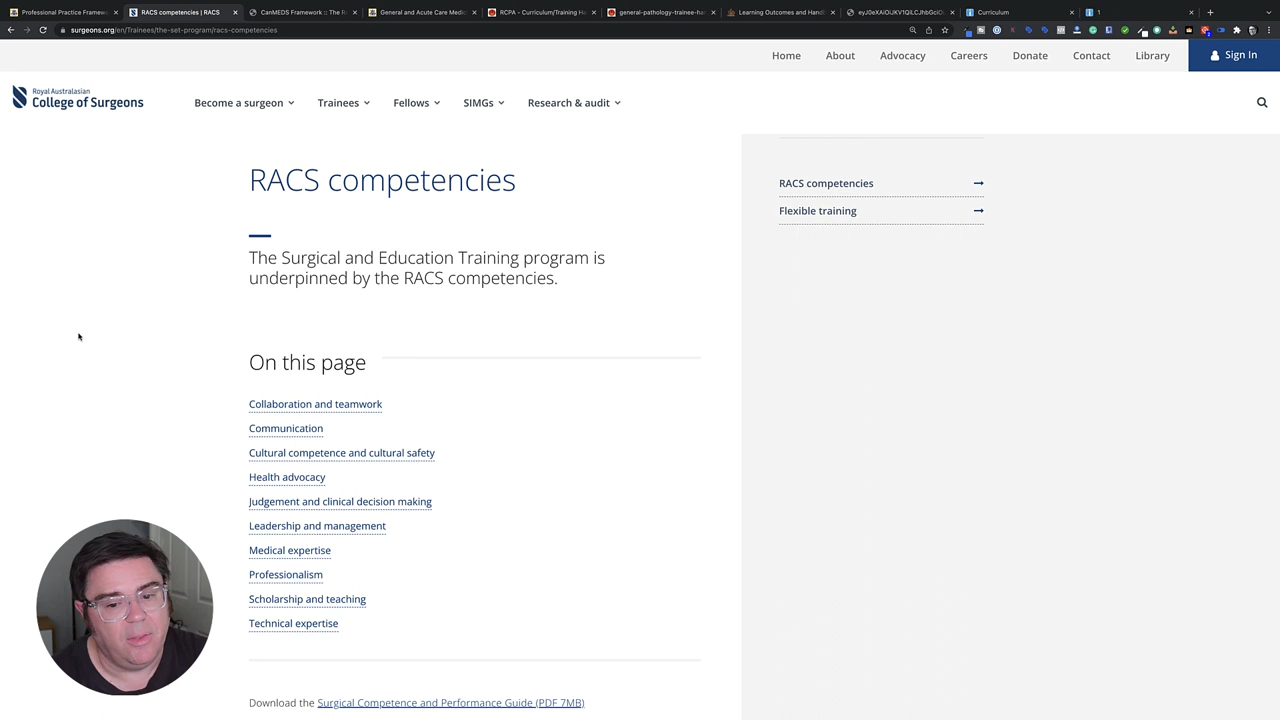 Professional Practice Framew
RACS competencies | RACS
CanMEDS Framework :: The R
General and Acute Care Medic
RCPA - Curriculum/Training Ha
general-pathology-trainee-ha
Learning Outcomes and Handb
Curriculum
1
surgeons.org/en/Trainees/the-set-program/racs-competencies
Home
About
Advocacy
Careers
Donate
Contact
Library
Sign In
Royal Australasian
College of Surgeons
Become a surgeon
Trainees
Fellows
SIMGs
Research & audit
RACS competencies
The Surgical and Education Training program is
underpinned by the RACS competencies.
On this page
Collaboration and teamwork
Communication
Cultural competence and cultural safety
Health advocacy
Judgement and clinical decision making
Leadership and management
Medical expertise
Professionalism
Scholarship and teaching
Technical expertise
Download the Surgical Competence and Performance Guide (PDF 7MB)
RACS competencies
Flexible training